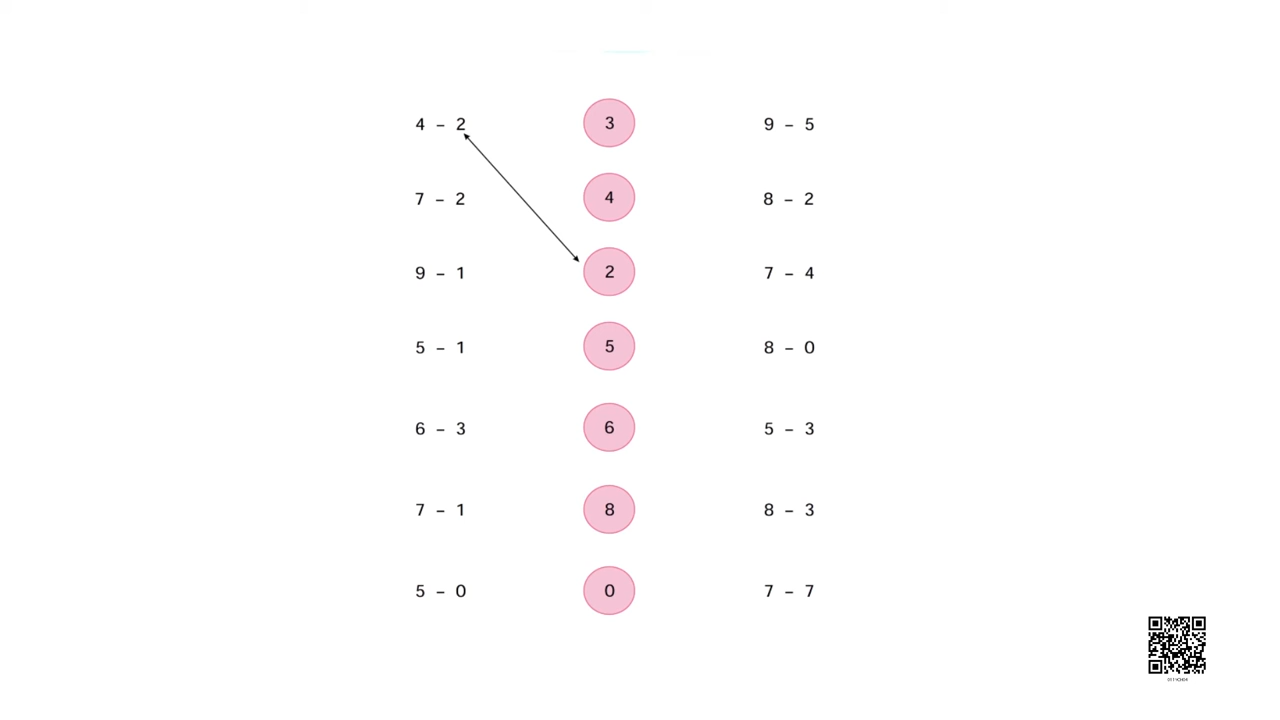 4 – 2 3 9 – 5
7 – 2 4 8 – 2
9 – 1 2 7 – 4
5 – 1 5 8 – 0
6 – 3 6 5 – 3
7 – 1 8 8 – 3
5 – 0 0 7 – 7